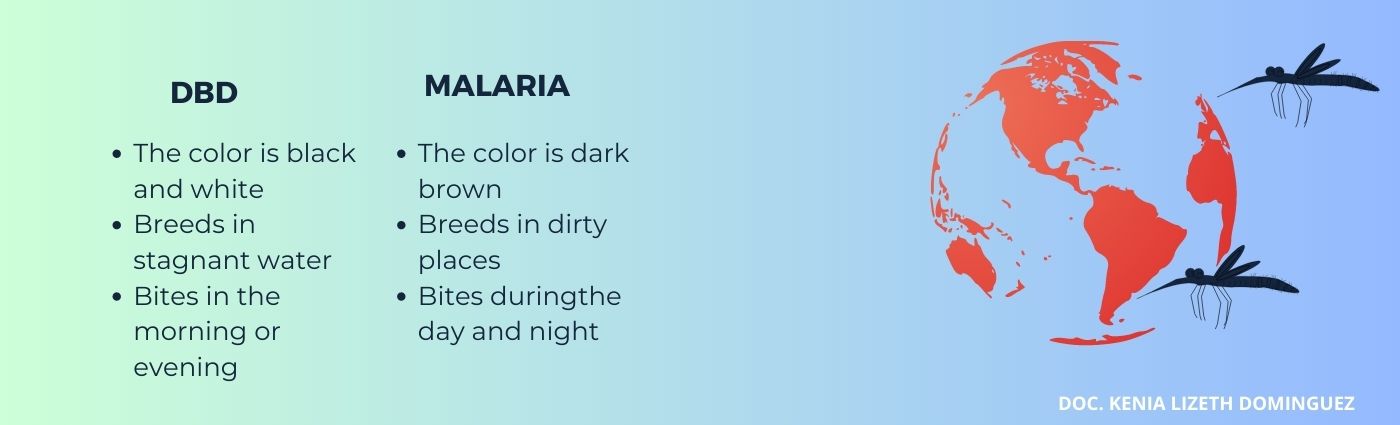 DBD
• The color is black
and white
• Breeds in
stagnant water
• Bites in the
morning or
evening
MALARIA
• The color is dark
brown
• Breeds in dirty
places
• Bites duringthe
day and night
DOC. KENIA LIZETH DOMINGUEZ